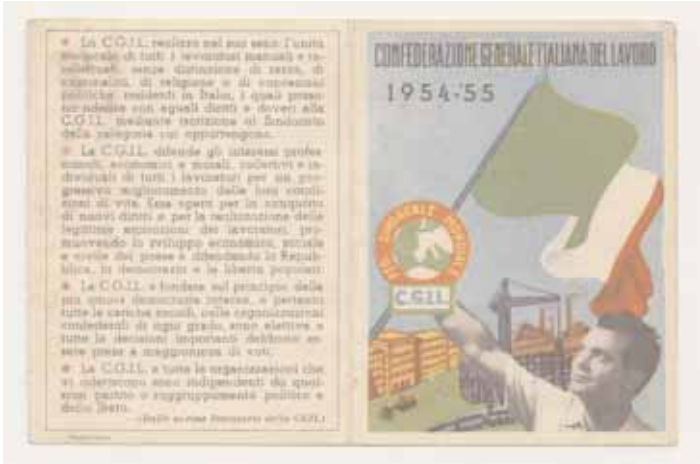 * La C.G.I.L. realizza nel suo seno l'unità
sindacale di tutti i lavoratori manuali e in-
tellettuali, senza distinzione di razza, di
nazionalità, di religione o di
politiche residenti in Italia, i quali
con eguali diritti e doveri alla
C.G.I.L. mediante iscrizione al Sindacato
della categoria cui appartengono.
* La C.G.I.L. difende gli interessi profes-
sionali, economici e morali, collettivi e in-
dividuali di tutti i lavoratori per un pro-
gressivo miglioramento delle loro condi-
zioni di vita. Essa opera per la conquista
di nuovi diritti e per la realizzazione delle
legittime aspirazioni dei lavoratori, pro-
muovendo lo sviluppo economico, sociale
e civile del paese e difendendo la Repub-
blica, la democrazia e le libertà popolari.
* La C.G.I.L. è fondata sul principio della
più democrazia interna, e pertanto
tutte le cariche sociali, nelle organizzazioni
confederali di ogni grado, sono elettive e
tutte le decisioni importanti debbono es-
sere prese a maggioranza di voti.
* La C.G.I.L. e tutte le organizzazioni che
vi aderiscono sono indipendenti da qual-
siasi partito o raggruppamento politico e
dallo Stato.
(Dallo Statuto della CGIL)
CONFEDERAZIONE GENERALE ITALIANA DEL LAVORO
1954-'55
FED. SINDACALE MONDIALE
C.G.I.L.